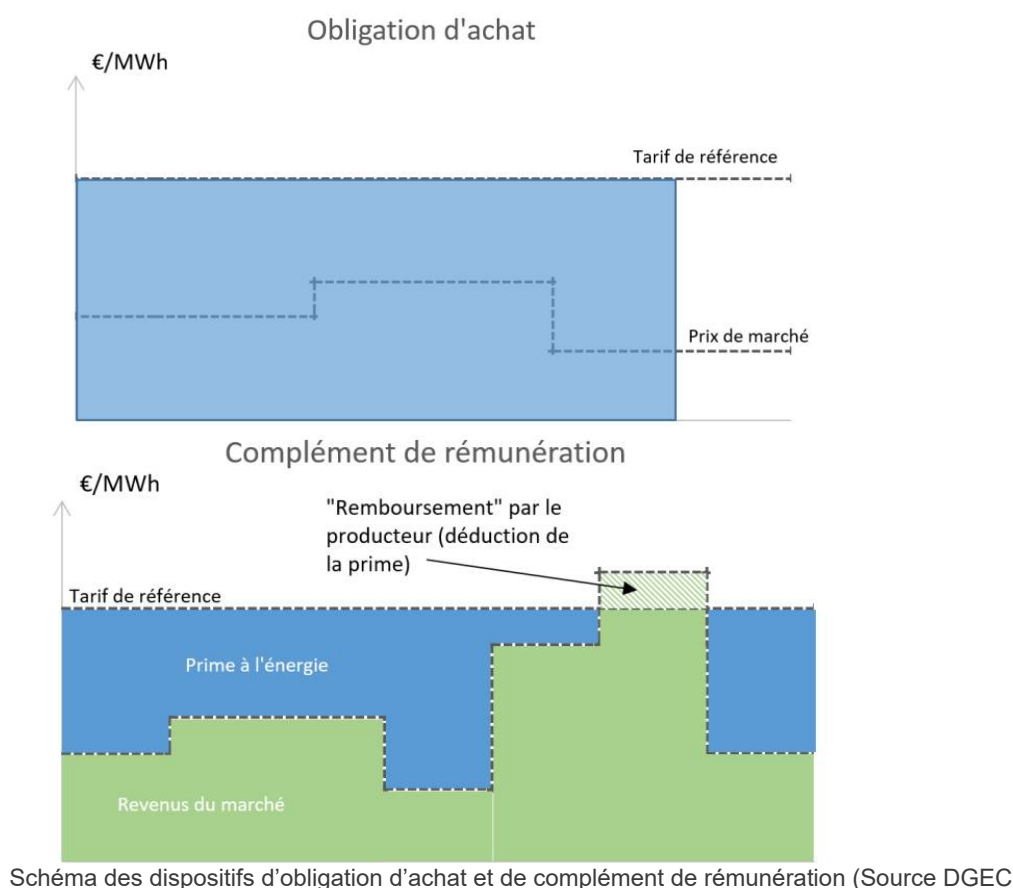 Obligation d'achat
€/MWh
Tarif de référence
Prix de marché
Complément de rémunération
€/MWh
"Remboursement" par le
producteur (déduction de
la prime)
Tarif de référence
Prime à l'énergie
Revenus du marché
Schéma des dispositifs d’obligation d’achat et de complément de rémunération (Source DGEC